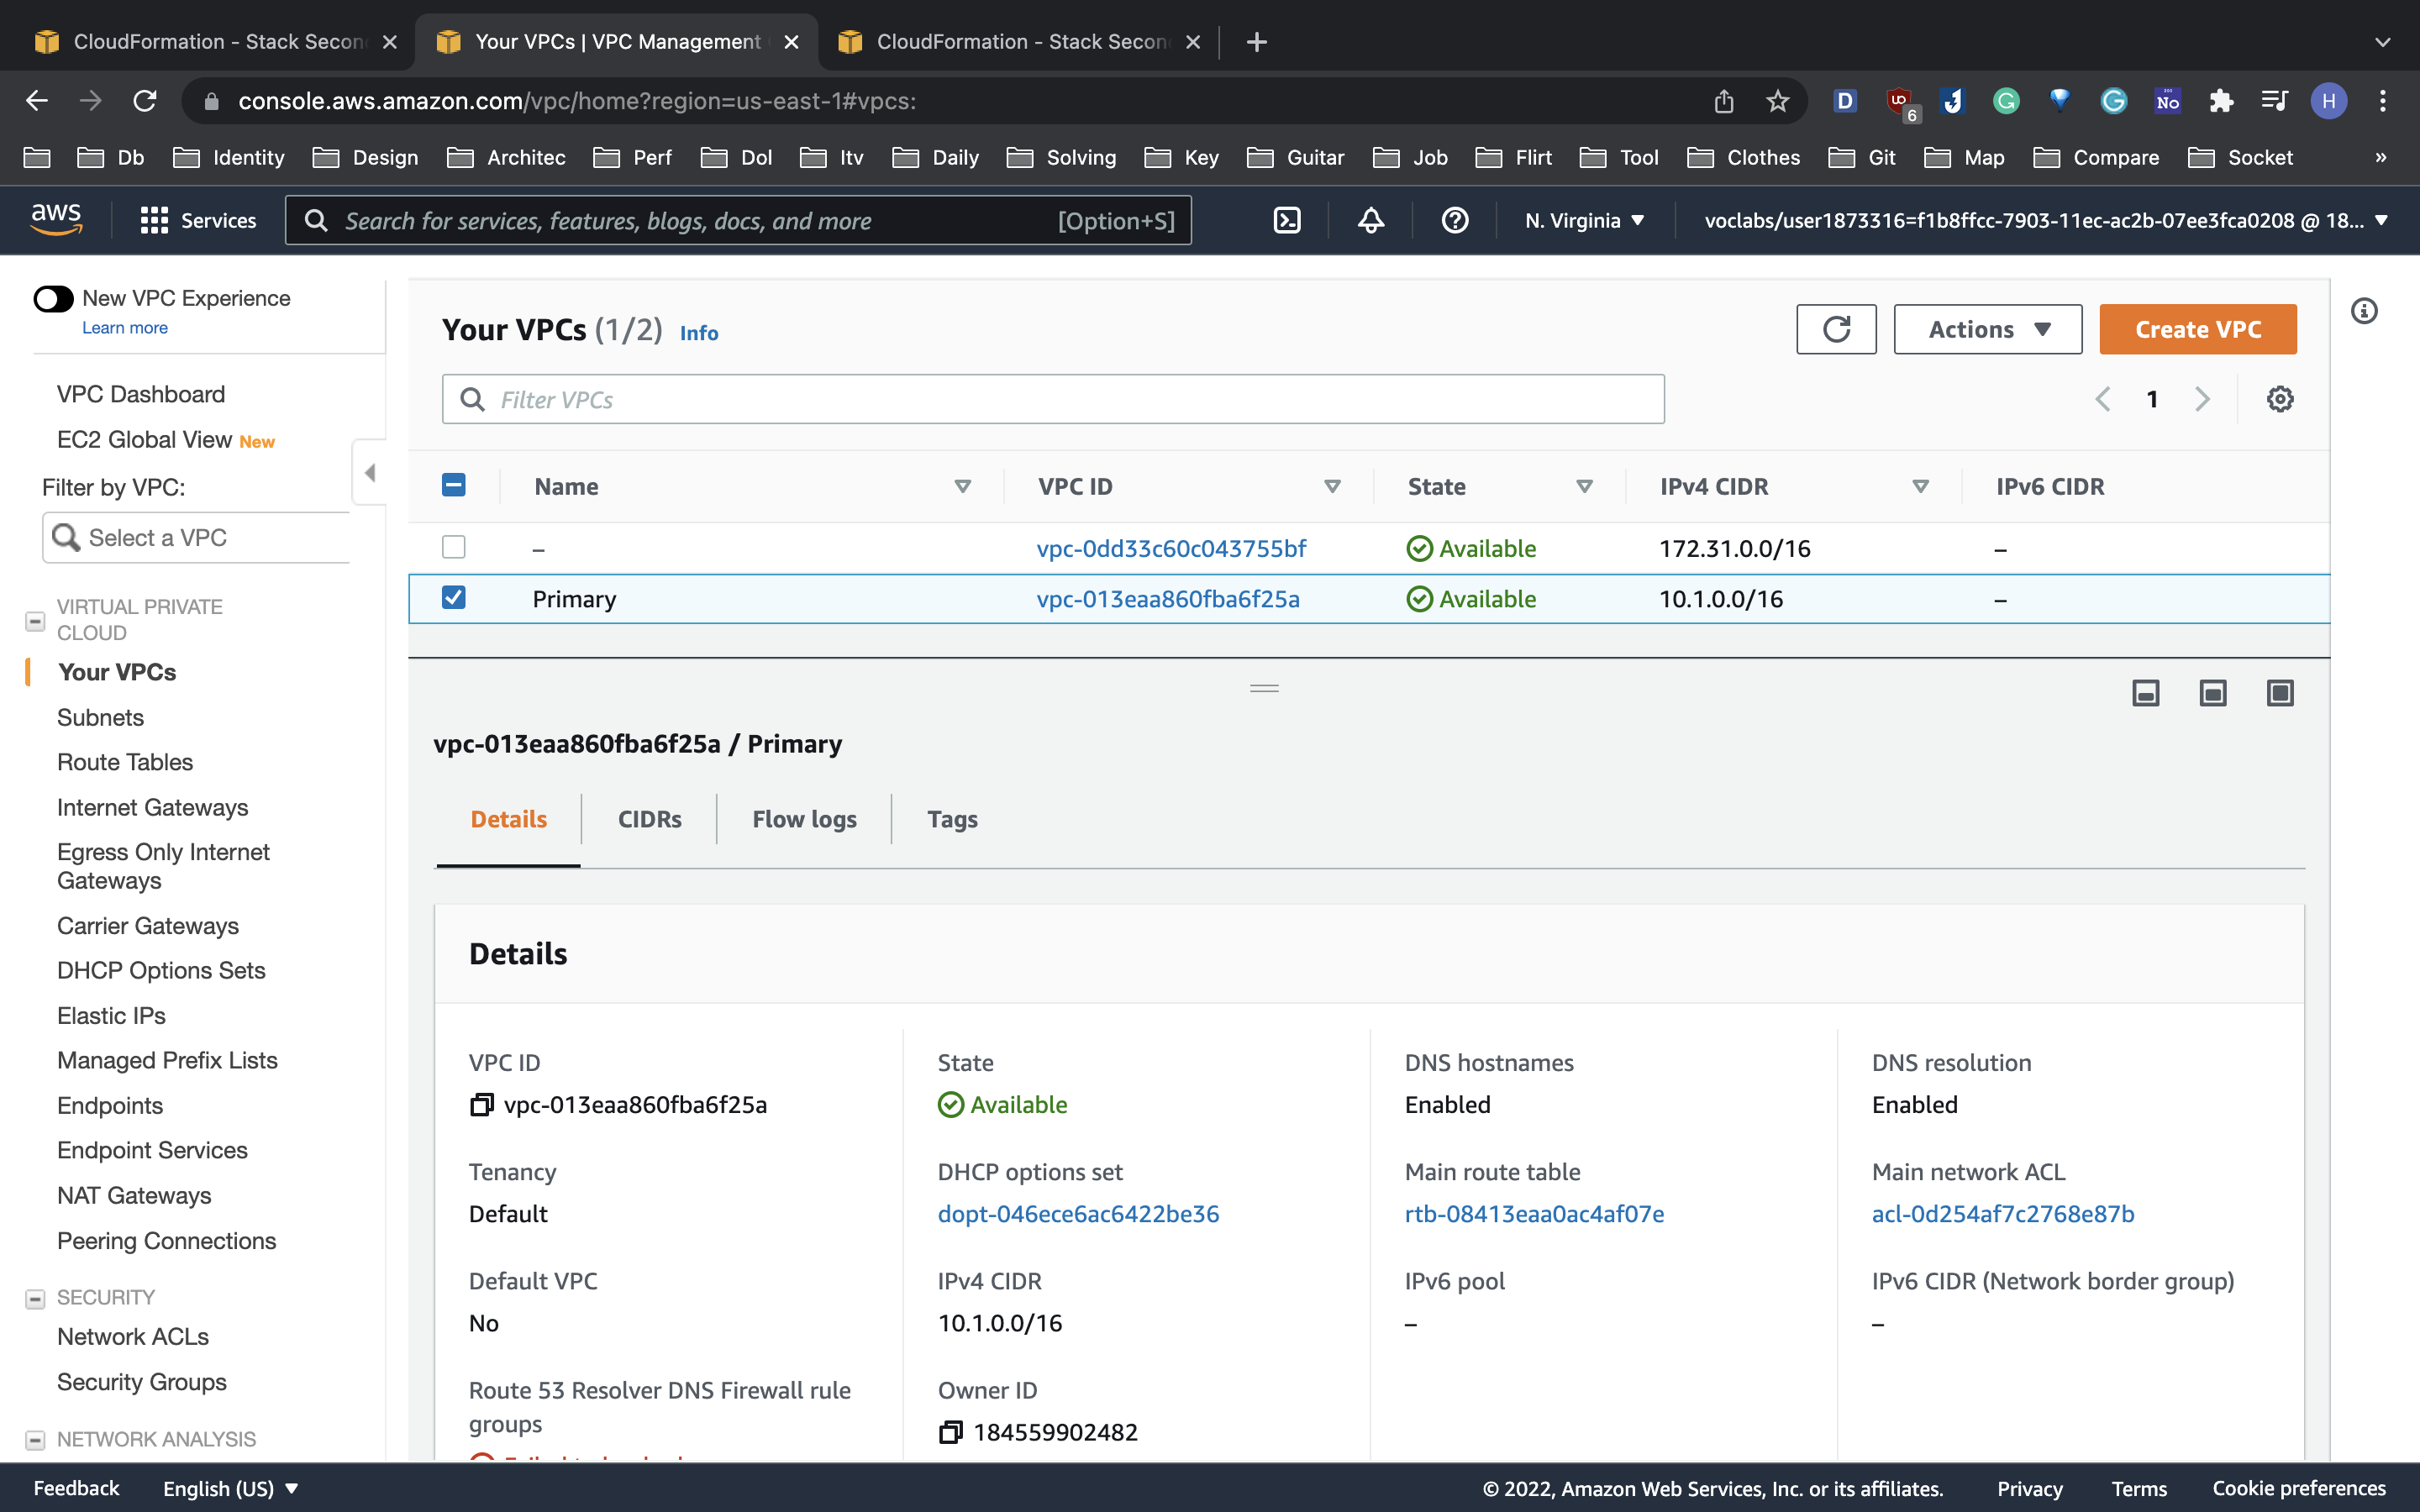 CloudFormation - Stack Secon
Your VPCs | VPC Management
CloudFormation - Stack Secon
console.aws.amazon.com/vpc/home?region=us-east-1#vpcs:
6
No
H
Db
Identity
Design
Architec
Perf
Dol
Itv
Daily
Solving
Key
Guitar
Job
Flirt
Tool
Clothes
Git
Map
Compare
Socket
»
aws
Services
Search for services, features, blogs, docs, and more
[Option+S]
N. Virginia
voclabs/user1873316=f1b8ffcc-7903-11ec-ac2b-07ee3fca0208 @ 18...
New VPC Experience
Learn more
VPC Dashboard
EC2 Global View New
Filter by VPC:
Select a VPC
VIRTUAL PRIVATE
CLOUD
Your VPCs
Subnets
Route Tables
Internet Gateways
Egress Only Internet
Gateways
Carrier Gateways
DHCP Options Sets
Elastic IPs
Managed Prefix Lists
Endpoints
Endpoint Services
NAT Gateways
Peering Connections
SECURITY
Network ACLs
Security Groups
NETWORK ANALYSIS
Your VPCs (1/2) Info
Actions
Create VPC
Filter VPCs
1
Name VPC ID State IPv4 CIDR IPv6 CIDR
– vpc-0dd33c60c043755bf Available 172.31.0.0/16 –
Primary vpc-013eaa860fba6f25a Available 10.1.0.0/16 –
vpc-013eaa860fba6f25a / Primary
Details CIDRs Flow logs Tags
Details
VPC ID
vpc-013eaa860fba6f25a
State
Available
DNS hostnames
Enabled
DNS resolution
Enabled
Tenancy
Default
DHCP options set
dopt-046ece6ac6422be36
Main route table
rtb-08413eaa0ac4af07e
Main network ACL
acl-0d254af7c2768e87b
Default VPC
No
IPv4 CIDR
10.1.0.0/16
IPv6 pool
–
IPv6 CIDR (Network border group)
–
Route 53 Resolver DNS Firewall rule
groups
Owner ID
184559902482
Feedback
English (US)
© 2022, Amazon Web Services, Inc. or its affiliates.
Privacy
Terms
Cookie preferences